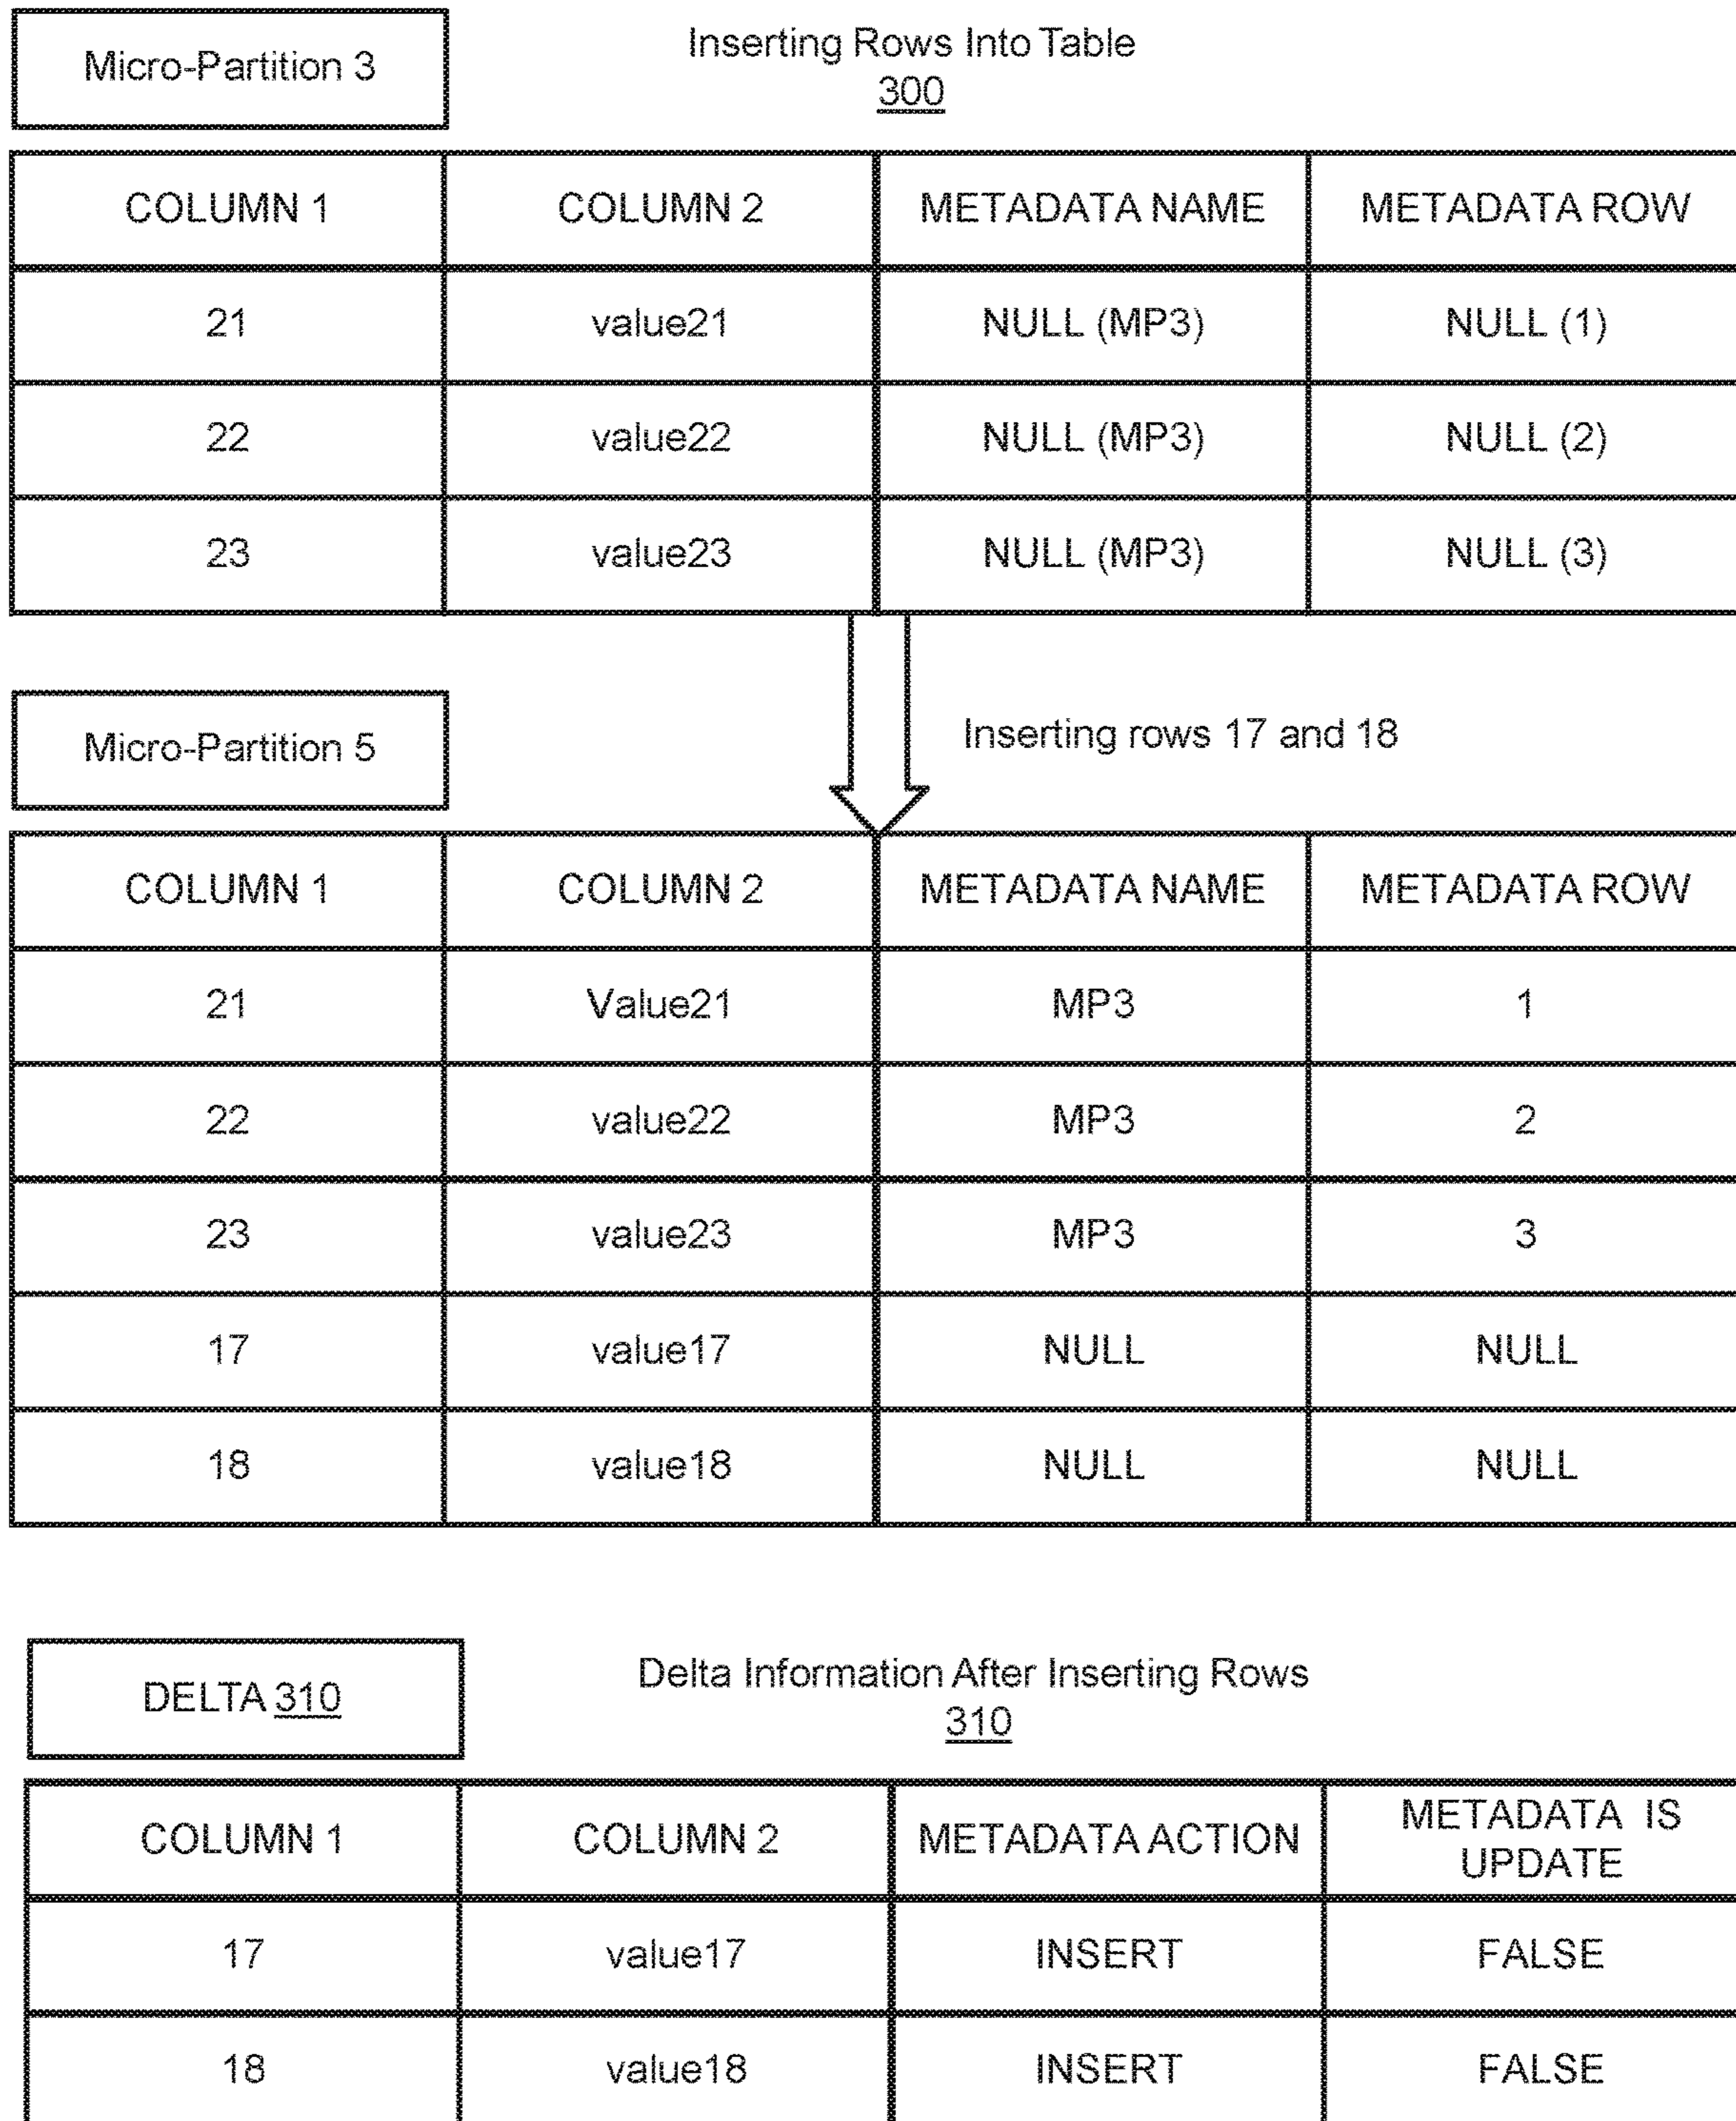 Micro-Partition 3
Inserting Rows Into Table
300
COLUMN 1 COLUMN 2 METADATA NAME METADATA ROW
21 value21 NULL (MP3) NULL (1)
22 value22 NULL (MP3) NULL (2)
23 value23 NULL (MP3) NULL (3)
Micro-Partition 5
Inserting rows 17 and 18
COLUMN 1 COLUMN 2 METADATA NAME METADATA ROW
21 Value21 MP3 1
22 value22 MP3 2
23 value23 MP3 3
17 value17 NULL NULL
18 value18 NULL NULL
DELTA 310
Delta Information After Inserting Rows
310
COLUMN 1 COLUMN 2 METADATA ACTION METADATA IS
UPDATE
17 value17 INSERT FALSE
18 value18 INSERT FALSE